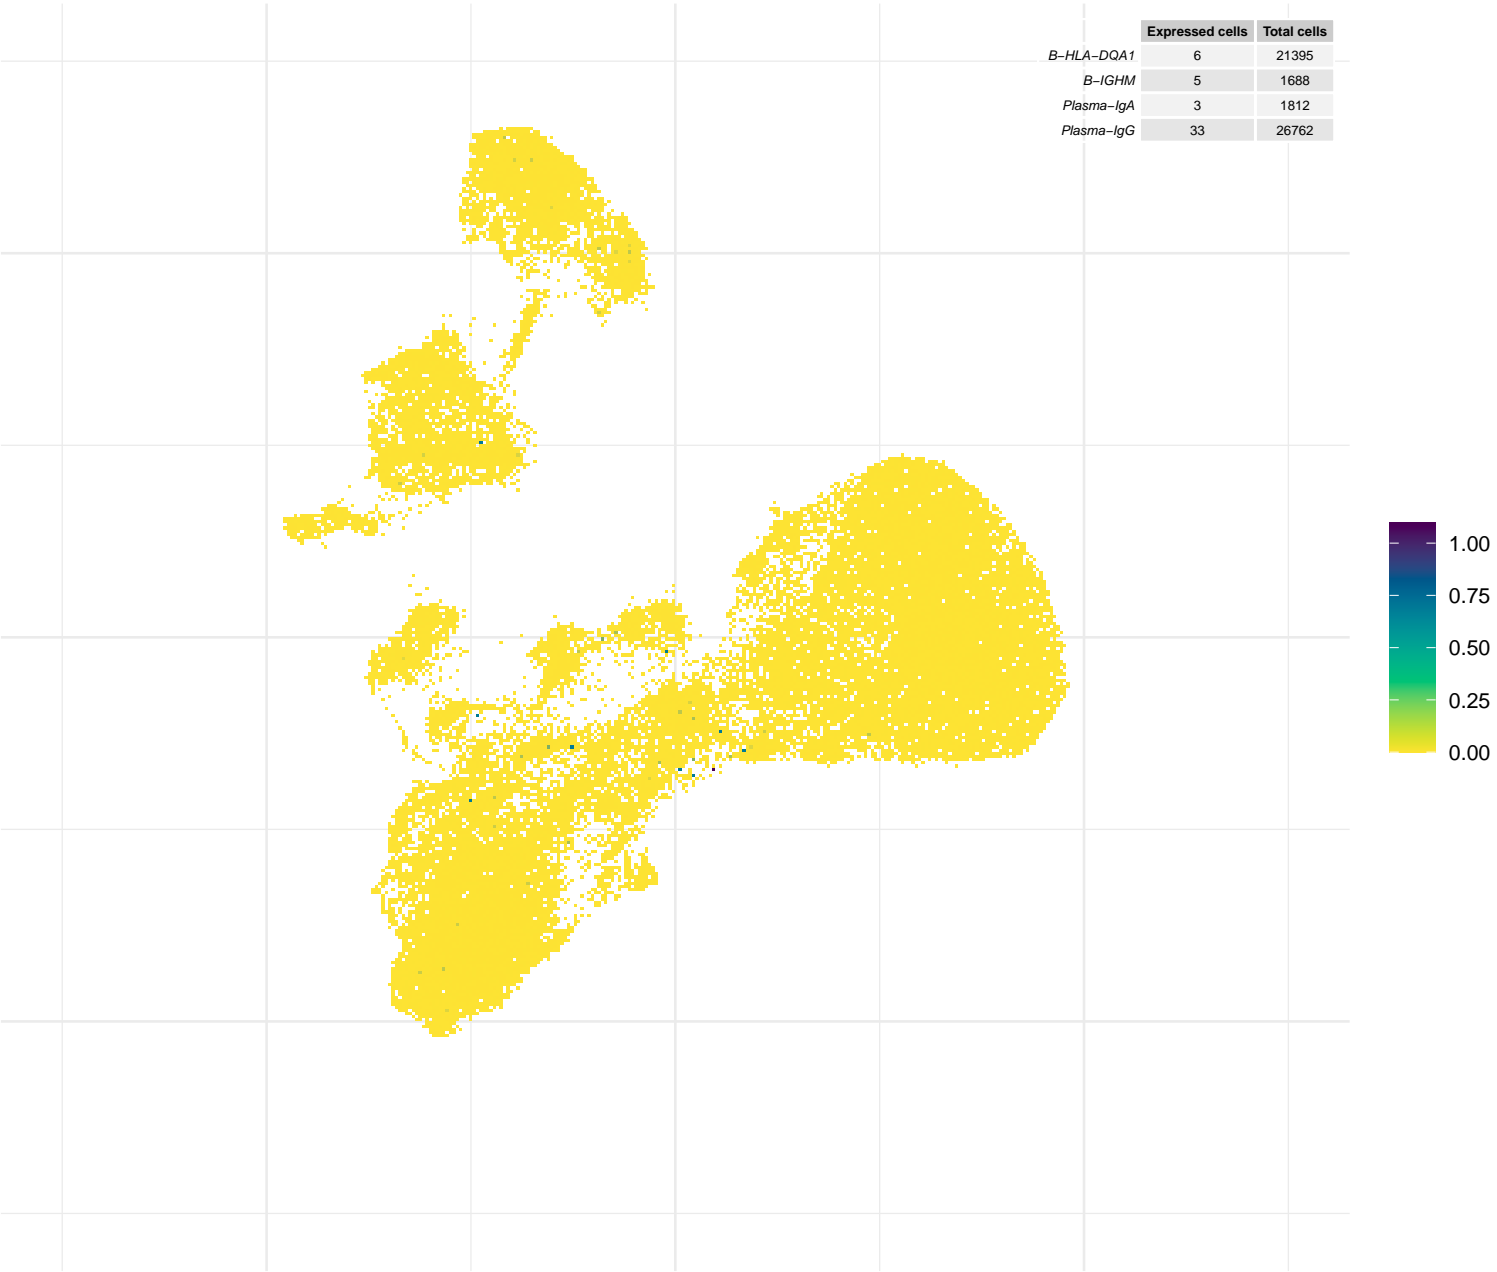 Expressed cells Total cells
B−HLA−DQA1 6 21395
B−IGHM 5 1688
Plasma−IgA 3 1812
Plasma−IgG 33 26762
1.00
0.75
0.50
0.25
0.00